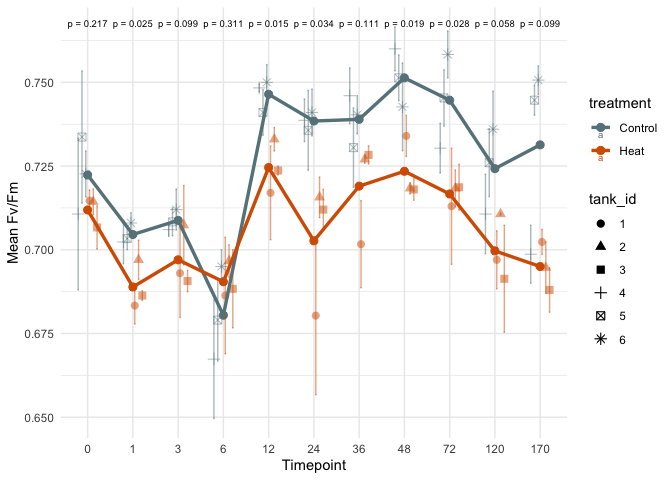 p = 0.217 p = 0.025 p = 0.099 p = 0.311 p = 0.015 p = 0.034 p = 0.111 p = 0.019 p = 0.028 p = 0.058 p = 0.099
0.750
0.725
0.700
0.675
0.650
Mean Fv/Fm
0 1 3 6 12 24 36 48 72 120 170
Timepoint
treatment
a Control
a Heat
tank_id
1
2
3
4
5
6